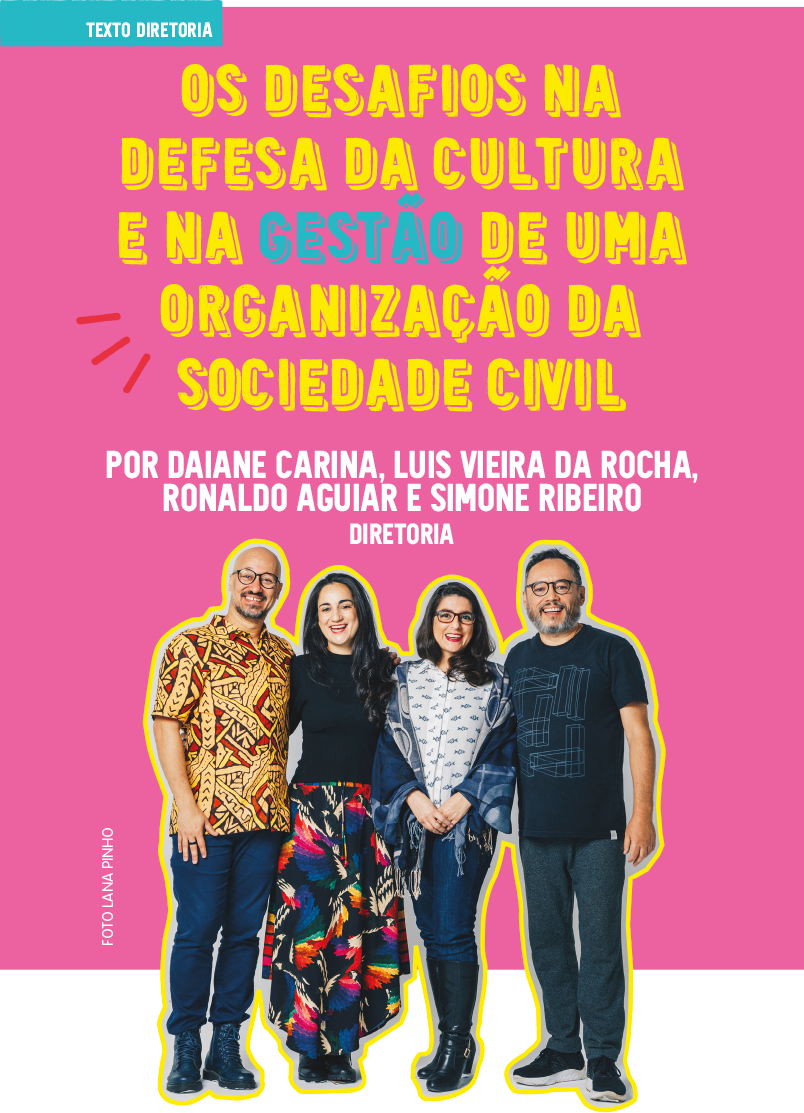 TEXTO DIRETORIA
OS DESAFIOS NA
DEFESA DA CULTURA
E NA GESTÃO DE UMA
ORGANIZAÇÃO DA
SOCIEDADE CIVIL
POR DAIANE CARINA, LUIS VIEIRA DA ROCHA,
RONALDO AGUIAR E SIMONE RIBEIRO
DIRETORIA
FOTO LANA PINHO